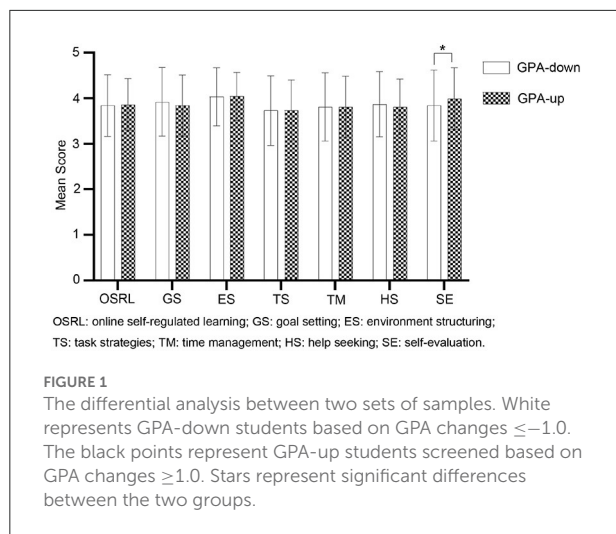 5
4
3
2
1
0
Mean Score
*
GPA-down
GPA-up
OSRL GS ES TS TM HS SE
OSRL: online self-regulated learning; GS: goal setting; ES: environment structuring;
TS: task strategies; TM: time management; HS: help seeking; SE: self-evaluation.
FIGURE 1
The differential analysis between two sets of samples. White
represents GPA-down students based on GPA changes ≤−1.0.
The black points represent GPA-up students screened based on
GPA changes ≥1.0. Stars represent significant differences
between the two groups.